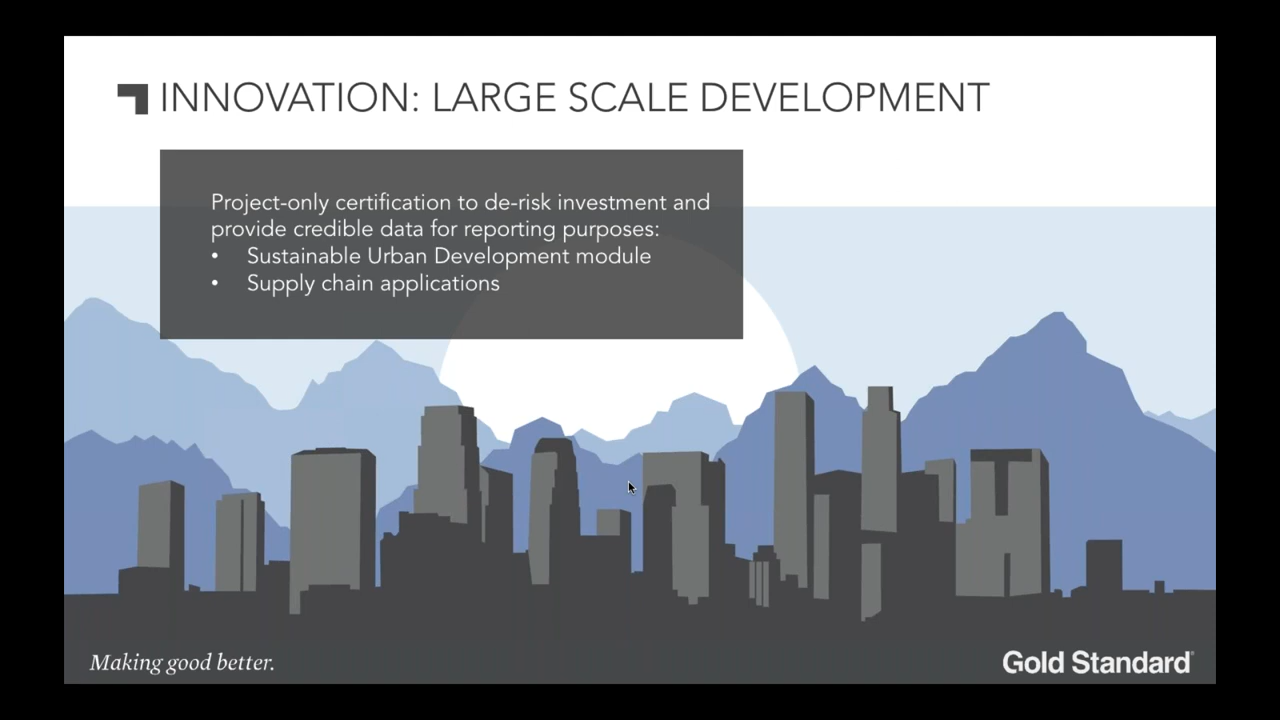 INNOVATION: LARGE SCALE DEVELOPMENT
Project-only certification to de-risk investment and
provide credible data for reporting purposes:
• Sustainable Urban Development module
• Supply chain applications
Making good better.
Gold Standard®